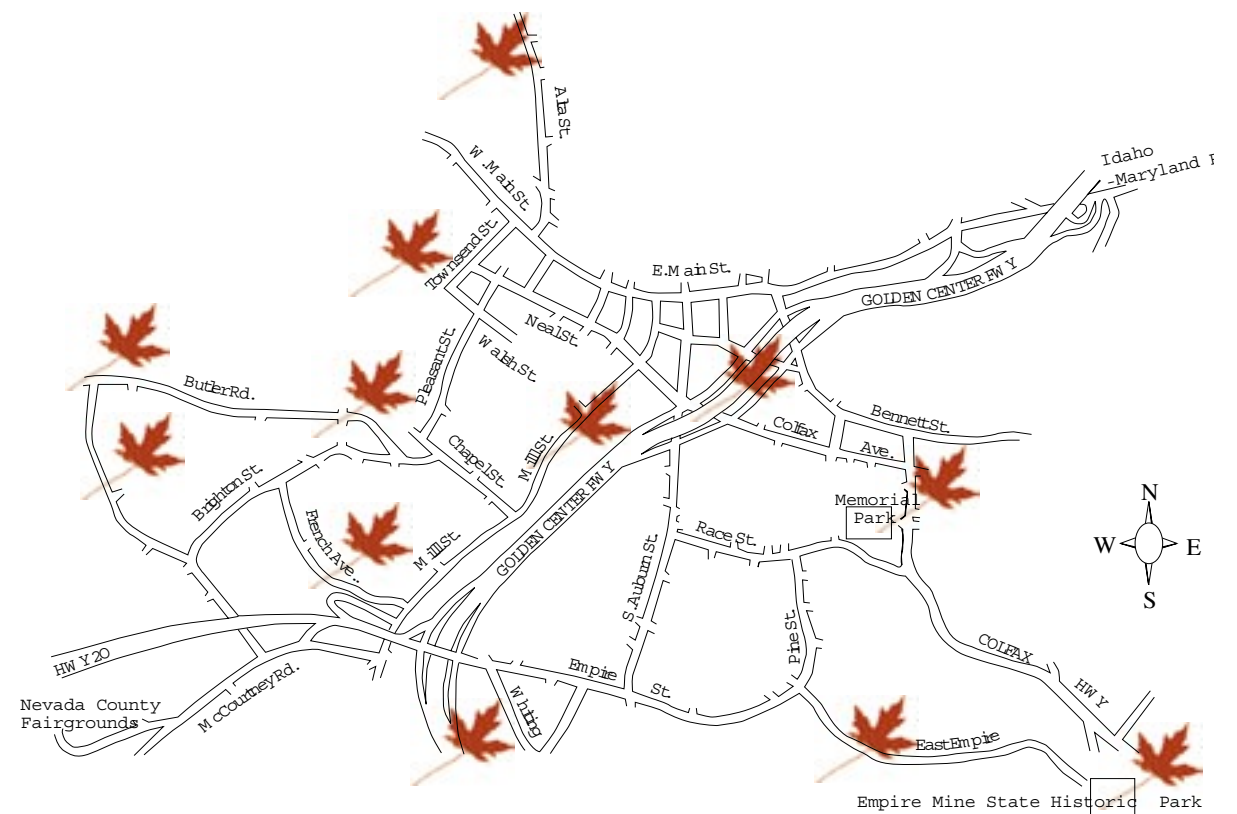 Alta St.
W. Main St.
Idaho
-Maryland
Townsend St.
E. Main St.
GOLDEN CENTER FWY
Neal St.
Walsh St.
Pleasant St.
Butler Rd.
Bennett St.
Colfax
Ave.
Chapel St.
Mill St.
Brighton St.
GOLDEN CENTER FWY
Memorial
Park
N
W E
S
French Ave.
Mill St.
Race St.
S. Auburn St.
Pine St.
COLFAX
HWY
HWY 20
Empire
St.
McCourtney Rd.
Whiting
Nevada County
Fairgrounds
East Empire
Empire Mine State Historic Park